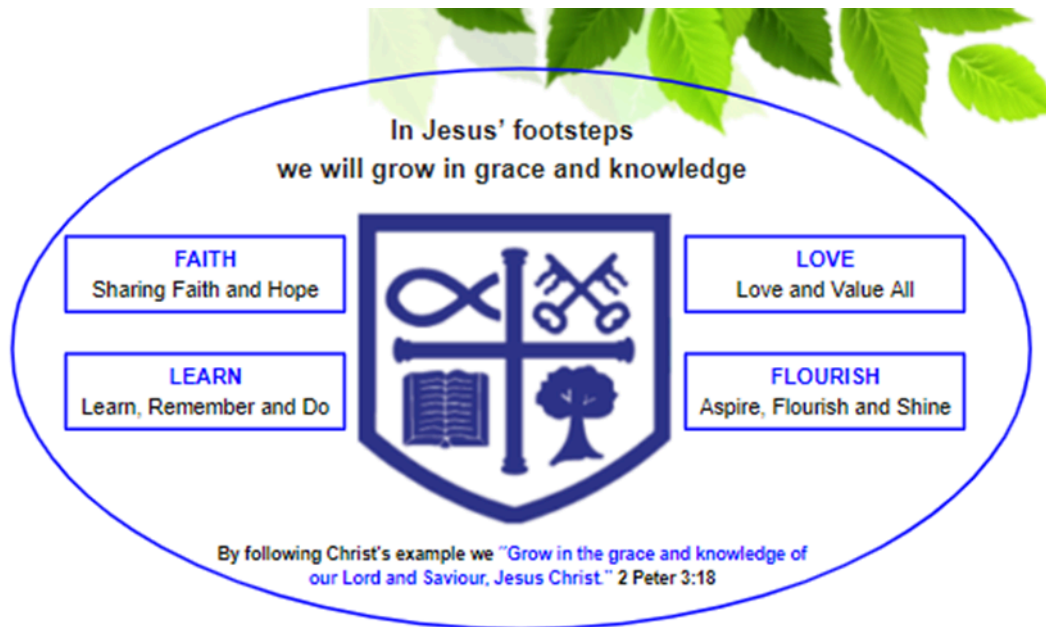 In Jesus’ footsteps
we will grow in grace and knowledge
FAITH
Sharing Faith and Hope
LOVE
Love and Value All
LEARN
Learn, Remember and Do
FLOURISH
Aspire, Flourish and Shine
By following Christ's example we "Grow in the grace and knowledge of
our Lord and Saviour, Jesus Christ." 2 Peter 3:18